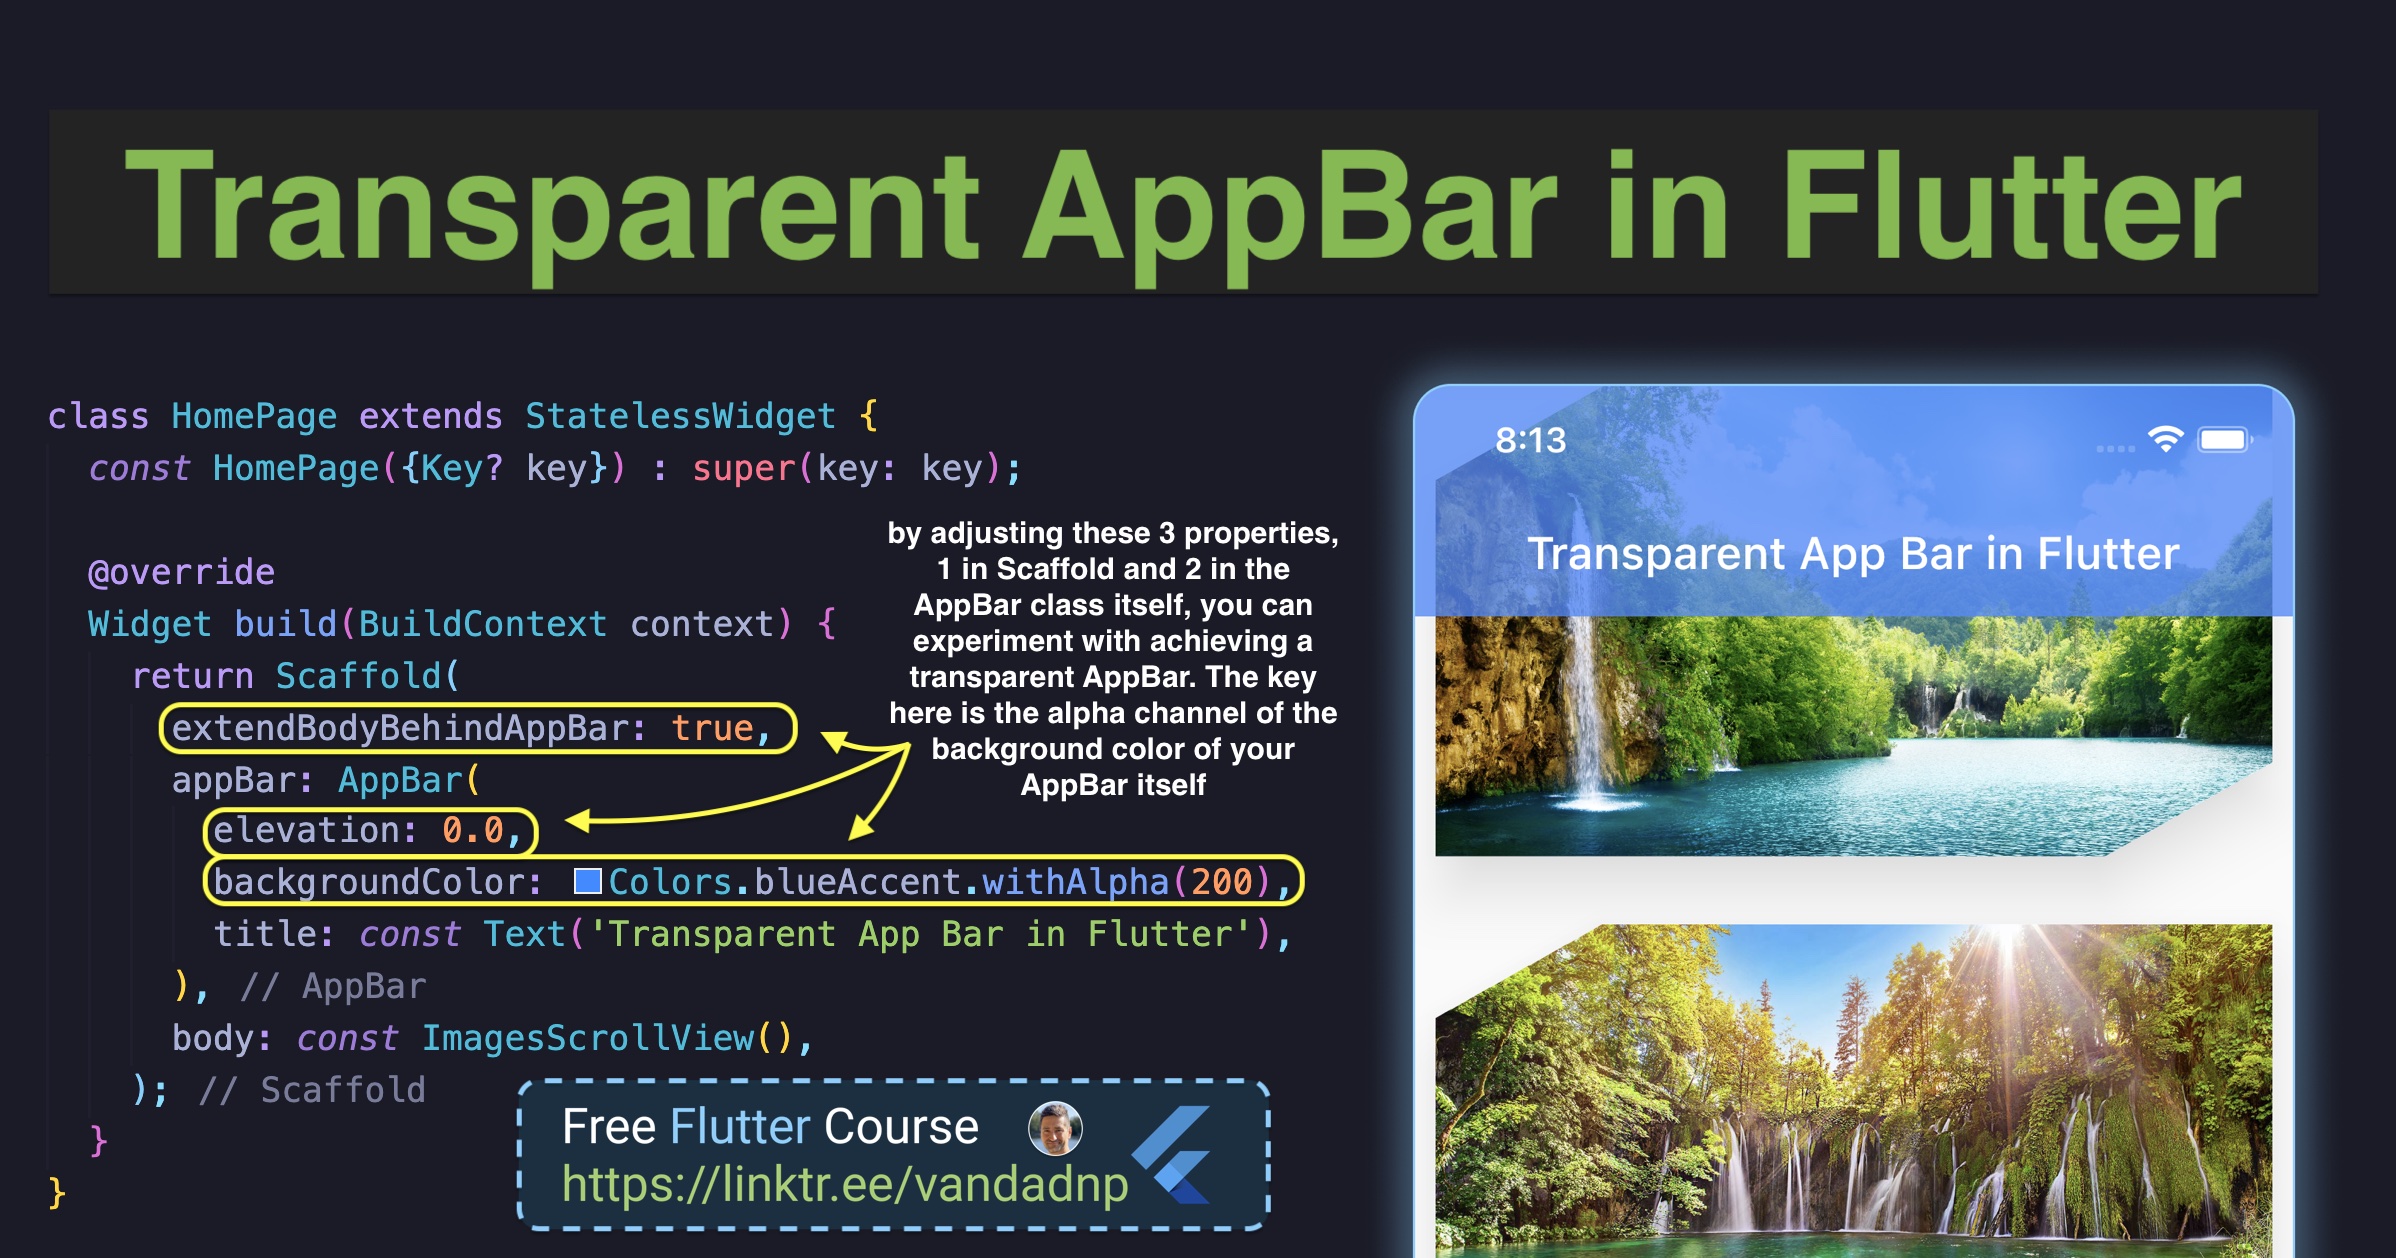 Transparent AppBar in Flutter
class HomePage extends StatelessWidget {
const HomePage({Key? key}) : super(key: key);
@override
Widget build(BuildContext context) {
return Scaffold(
extendBodyBehindAppBar: true,
appBar: AppBar(
elevation: 0.0,
backgroundColor: Colors.blueAccent.withAlpha(200),
title: const Text('Transparent App Bar in Flutter'),
), // AppBar
body: const ImagesScrollView(),
); // Scaffold
}
}
by adjusting these 3 properties,
1 in Scaffold and 2 in the
AppBar class itself, you can
experiment with achieving a
transparent AppBar. The key
here is the alpha channel of the
background color of your
AppBar itself
8:13
Transparent App Bar in Flutter
Free Flutter Course
https://linktr.ee/vandadnp